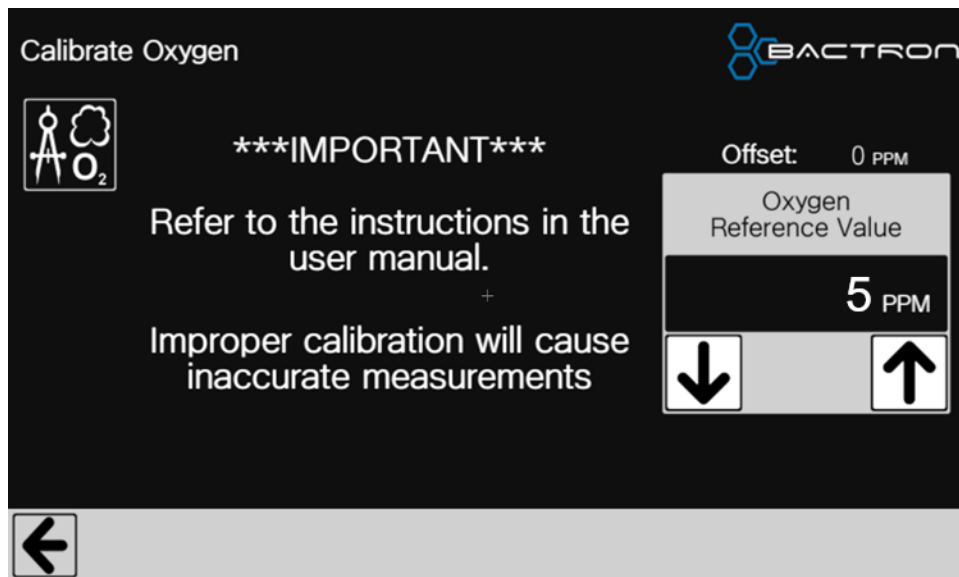 Calibrate Oxygen
BACTRON
O2
***IMPORTANT***
Refer to the instructions in the
user manual.
Improper calibration will cause
inaccurate measurements
Offset: 0 PPM
Oxygen
Reference Value
5 PPM